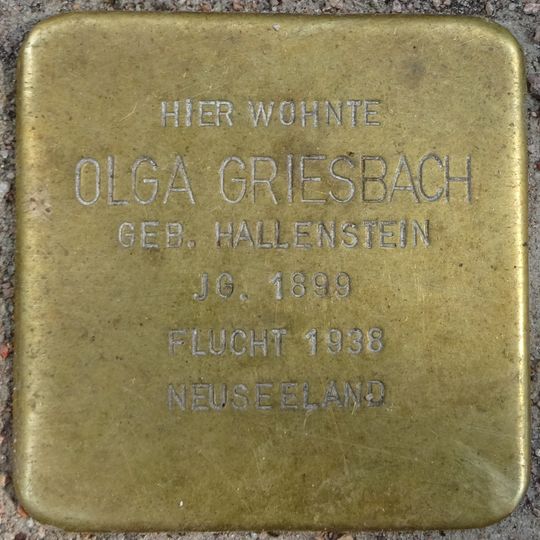 HIER WOHNTE
OLGA GRIESBACH
GEB. HALLENSTEIN
JG. 1899
FLUCHT 1938
NEUSEELAND